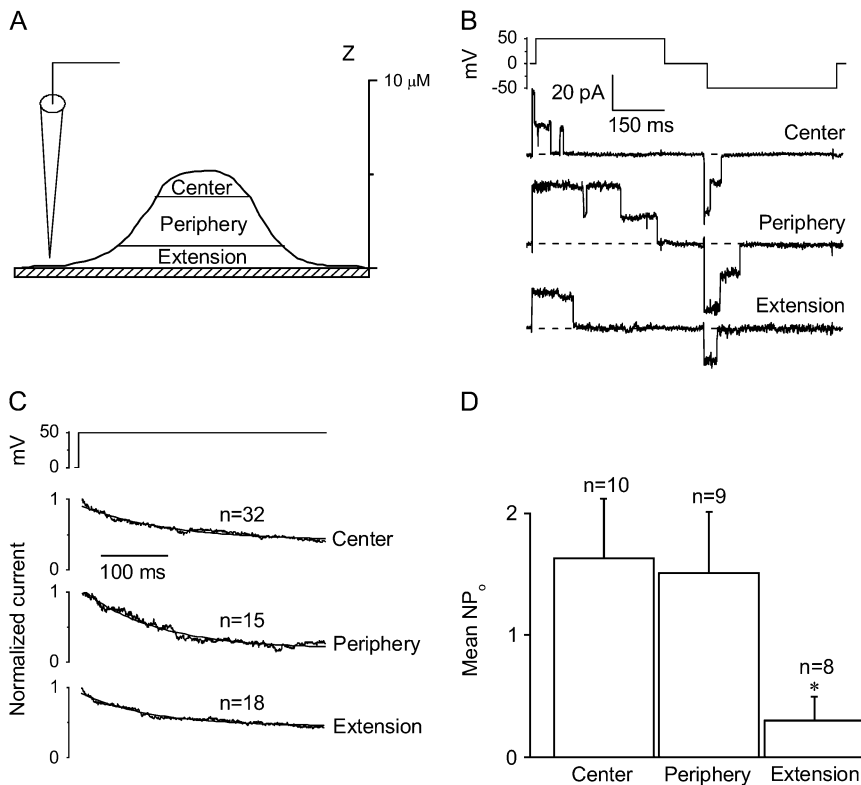 A
Z
10 μM
Center
Periphery
Extension
B
50
0
-50
mV
20 pA
150 ms
Center
Periphery
Extension
C
50
0
mV
1
0
n=32
Center
100 ms
1
0
n=15
Periphery
1
0
n=18
Extension
Normalized current
D
2
1
0
Mean NPo
n=10
n=9
n=8
*
Center
Periphery
Extension